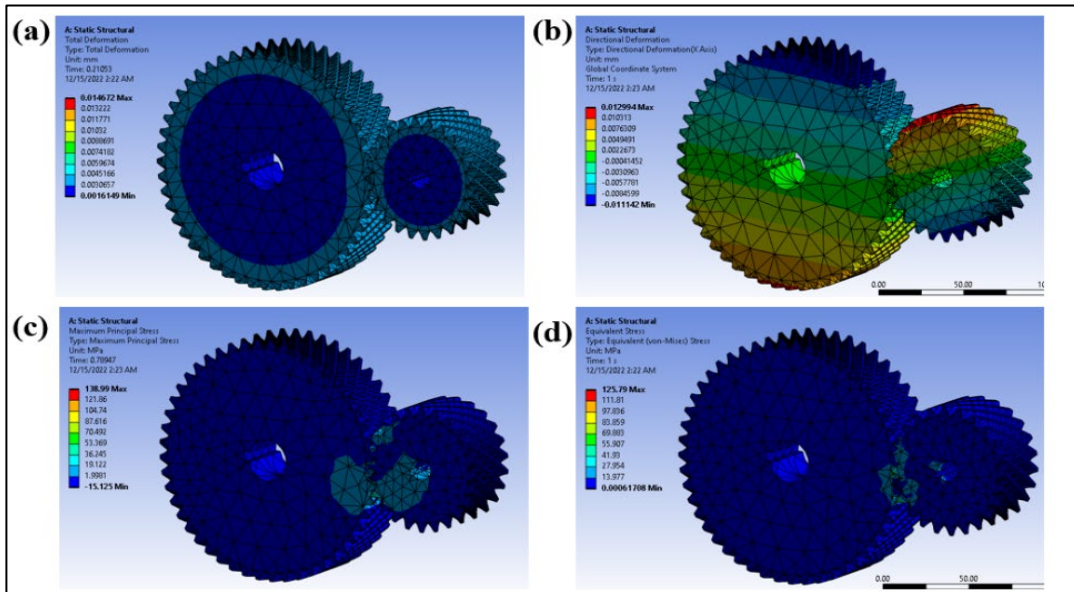 (a)
A: Static Structural
Total Deformation
Type: Total Deformation
Unit: mm
Time: 0.21053
12/15/2022 2:22 AM
0.014672 Max
0.013222
0.011771
0.01032
0.0088691
0.0074182
0.0059674
0.0045166
0.0030657
0.0016149 Min
(b)
A: Static Structural
Directional Deformation
Type: Directional Deformation(X Axis)
Unit: mm
Global Coordinate System
Time: 1 s
12/15/2022 2:23 AM
0.012994 Max
0.010313
0.0076309
0.0049491
0.0022673
-0.00041452
-0.0030963
-0.0057781
-0.0084599
-0.011142 Min
0.00
50.00
(c)
A: Static Structural
Maximum Principal Stress
Type: Maximum Principal Stress
Unit: MPa
Time: 0.78947
12/15/2022 2:23 AM
138.99 Max
121.86
104.74
87.616
70.492
53.369
36.245
19.122
1.9981
-15.125 Min
(d)
A: Static Structural
Equivalent Stress
Type: Equivalent (von-Mises) Stress
Unit: MPa
Time: 1 s
12/15/2022 2:22 AM
125.79 Max
111.81
97.836
83.859
69.883
55.907
41.93
27.954
13.977
0.00061708 Min
0.00
50.00